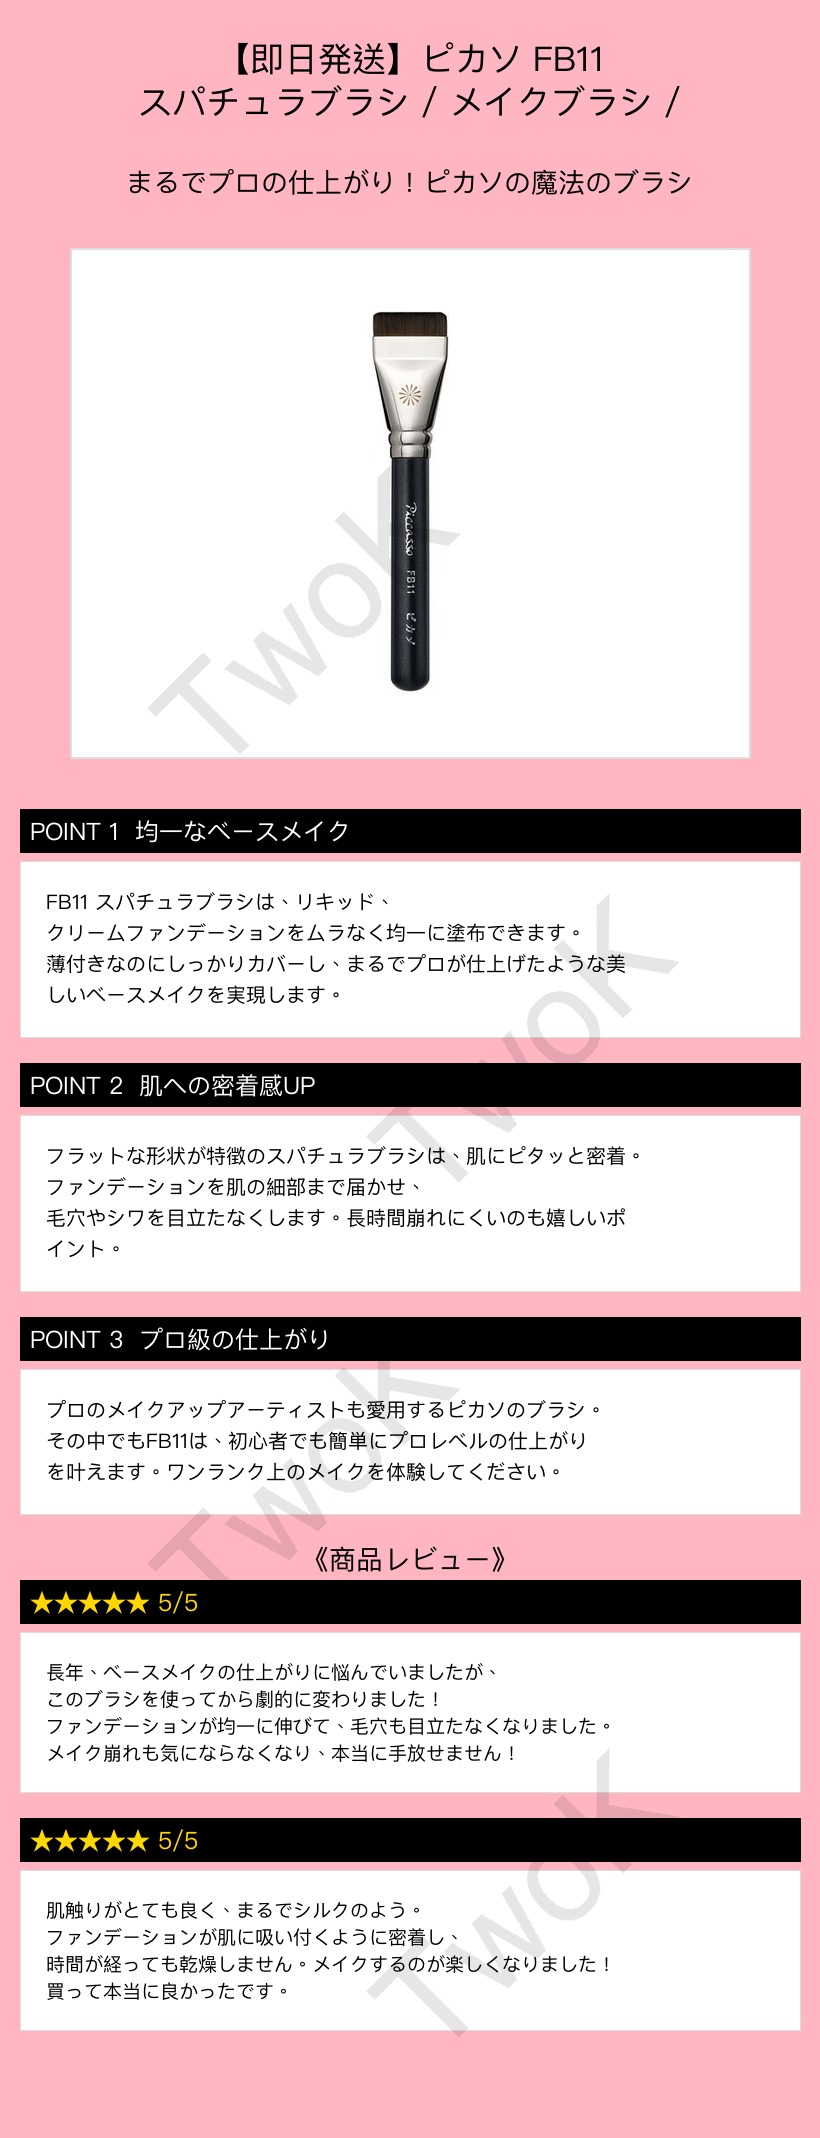 【即日発送】ピカソ FB11
スパチュラブラシ / メイクブラシ /
まるでプロの仕上がり！ピカソの魔法のブラシ
Piccasso FB11 ピカソ
TwoK
POINT 1 均一なベースメイク
FB11 スパチュラブラシは、リキッド、
クリームファンデーションをムラなく均一に塗布できます。
薄付きなのにしっかりカバーし、まるでプロが仕上げたような美
しいベースメイクを実現します。
TwoK
POINT 2 肌への密着感UP
フラットな形状が特徴のスパチュラブラシは、肌にピタッと密着。
ファンデーションを肌の細部まで届かせ、
毛穴やシワを目立たなくします。長時間崩れにくいのも嬉しいポ
イント。
POINT 3 プロ級の仕上がり
プロのメイクアップアーティストも愛用するピカソのブラシ。
その中でもFB11は、初心者でも簡単にプロレベルの仕上がり
を叶えます。ワンランク上のメイクを体験してください。
TwoK
《商品レビュー》
★★★★★ 5/5
長年、ベースメイクの仕上がりに悩んでいましたが、
このブラシを使ってから劇的に変わりました！
ファンデーションが均一に伸びて、毛穴も目立たなくなりました。
メイク崩れも気にならなくなり、本当に手放せません！
★★★★★ 5/5
肌触りがとても良く、まるでシルクのよう。
ファンデーションが肌に吸い付くように密着し、
時間が経っても乾燥しません。メイクするのが楽しくなりました！
買って本当に良かったです。
TwoK